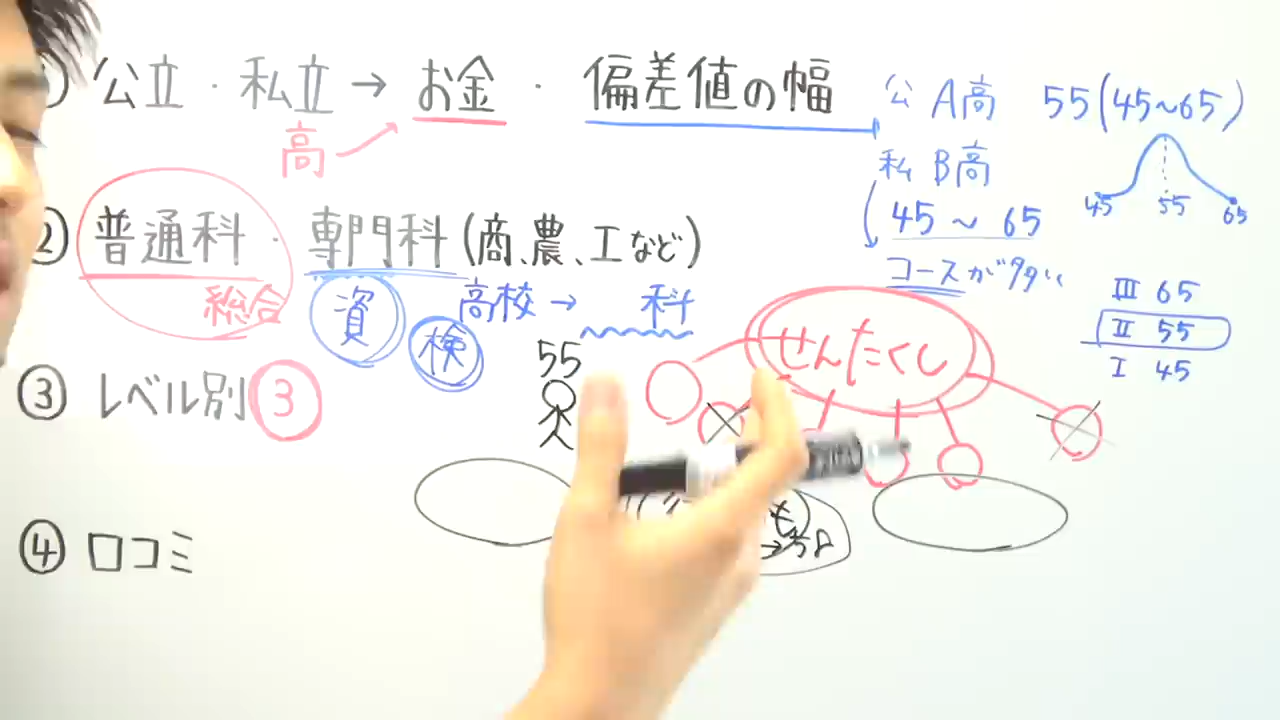 公立・私立→お金・偏差値の幅
高
公 A高 55(45~65)
私 B高
45 ~ 65
コースが多い
45 55 65
② 普通科・専門科(商、農、工など)
総合
資
検
高校→ 科
せんたくし
III 65
II 55
I 45
55
③ レベル別③
④ 口コミ